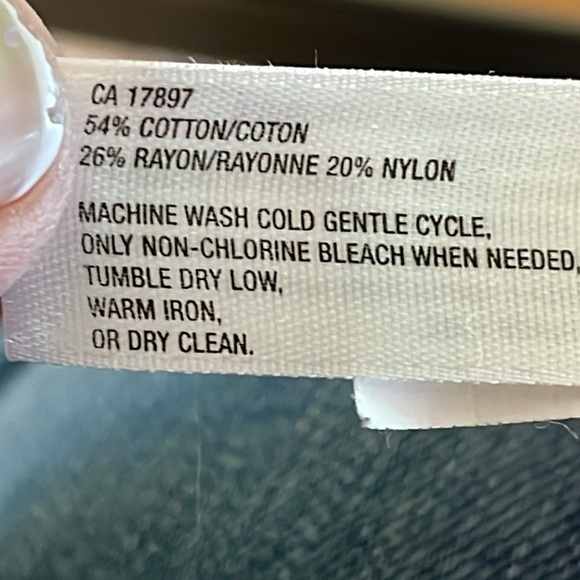 CA 17897
54% COTTON/COTON
26% RAYON/RAYONNE 20% NYLON
MACHINE WASH COLD GENTLE CYCLE,
ONLY NON-CHLORINE BLEACH WHEN NEEDED,
TUMBLE DRY LOW,
WARM IRON,
OR DRY CLEAN.